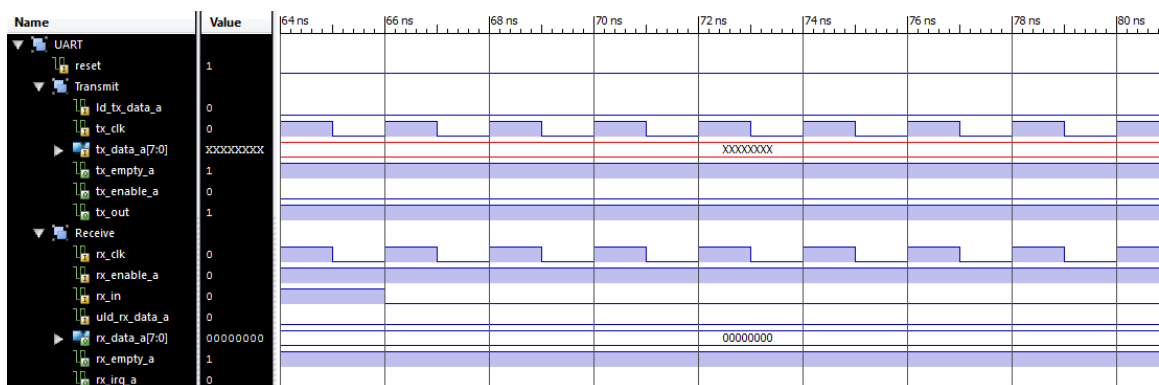 Name Value 64 ns 66 ns 68 ns 70 ns 72 ns 74 ns 76 ns 78 ns 80 ns
UART
reset 1
Transmit
ld_tx_data_a 0
tx_clk 0
tx_data_a[7:0] XXXXXXXX XXXXXXXX
tx_empty_a 1
tx_enable_a 0
tx_out 1
Receive
rx_clk 0
rx_enable_a 0
rx_in 0
uld_rx_data_a 0
rx_data_a[7:0] 00000000 00000000
rx_empty_a 1
rx_irq_a 0